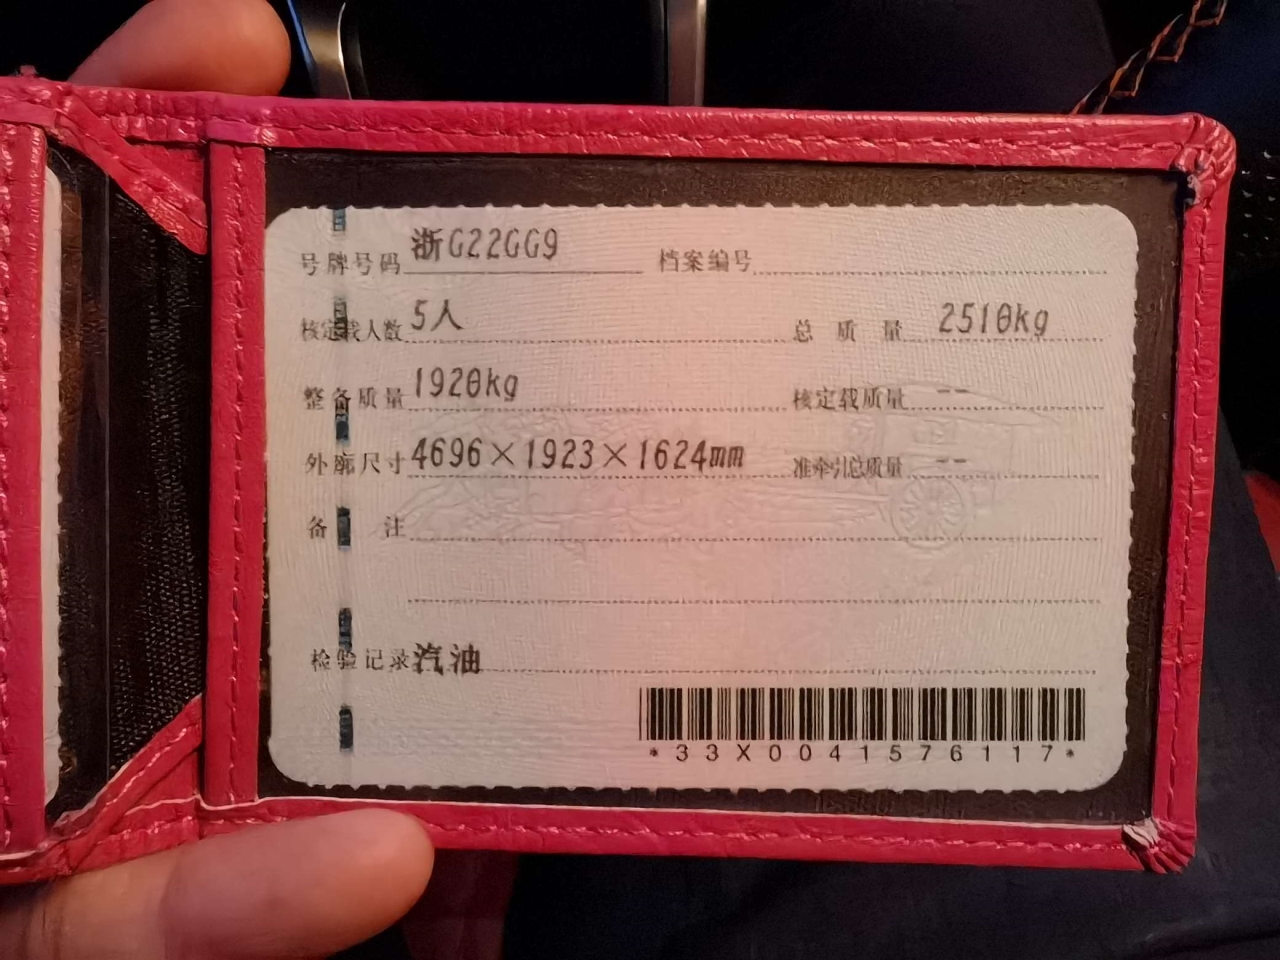 号牌号码 浙G22GG9 档案编号
核定载人数 5人 总质量 2510kg
整备质量 1920kg 核定载质量 --
外廓尺寸 4696×1923×1624mm 准牵引总质量 --
备注
检验记录 汽油
*33X0041576117*